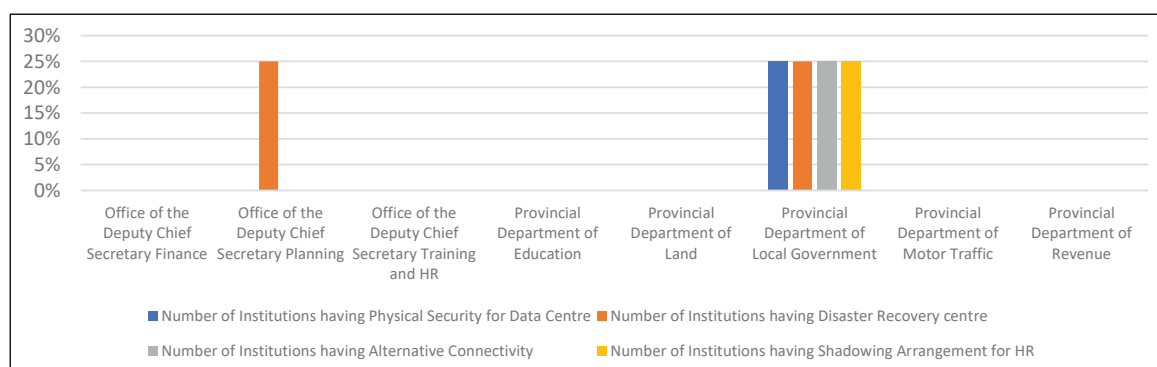 30%
25%
20%
15%
10%
5%
0%
Office of the
Deputy Chief
Secretary Finance
Office of the
Deputy Chief
Secretary Planning
Office of the
Deputy Chief
Secretary Training
and HR
Provincial
Department of
Education
Provincial
Department of
Land
Provincial
Department of
Local Government
Provincial
Department of
Motor Traffic
Provincial
Department of
Revenue
Number of Institutions having Physical Security for Data Centre
Number of Institutions having Disaster Recovery centre
Number of Institutions having Alternative Connectivity
Number of Institutions having Shadowing Arrangement for HR